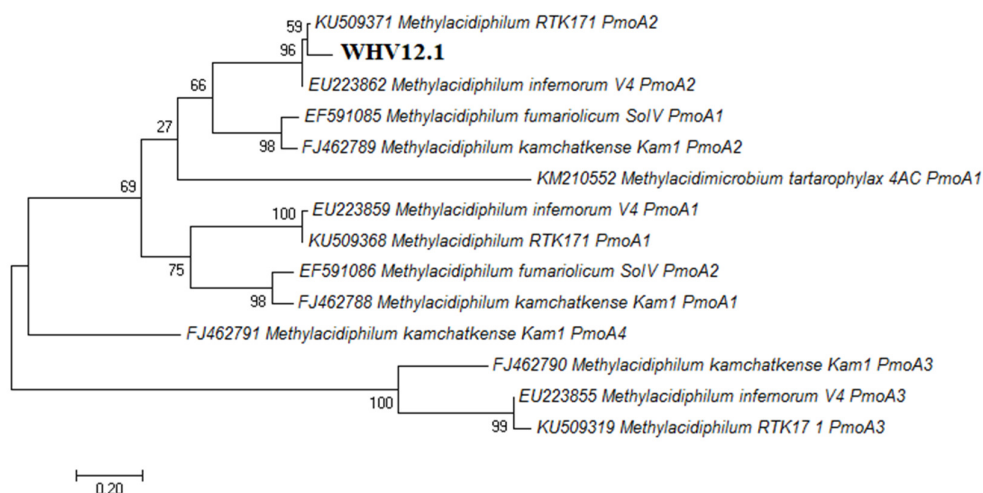 59
KU509371 Methylacidiphilum RTK171 PmoA2
96
WHV12.1
66
EU223862 Methylacidiphilum infernorum V4 PmoA2
EF591085 Methylacidiphilum fumariolicum SolV PmoA1
27
98
FJ462789 Methylacidiphilum kamchatkense Kam1 PmoA2
KM210552 Methylacidimicrobium tartarophylax 4AC PmoA1
69
100
EU223859 Methylacidiphilum infernorum V4 PmoA1
KU509368 Methylacidiphilum RTK171 PmoA1
75
EF591086 Methylacidiphilum fumariolicum SolV PmoA2
98
FJ462788 Methylacidiphilum kamchatkense Kam1 PmoA1
FJ462791 Methylacidiphilum kamchatkense Kam1 PmoA4
FJ462790 Methylacidiphilum kamchatkense Kam1 PmoA3
100
EU223855 Methylacidiphilum infernorum V4 PmoA3
99
KU509319 Methylacidiphilum RTK17 1 PmoA3
0.20